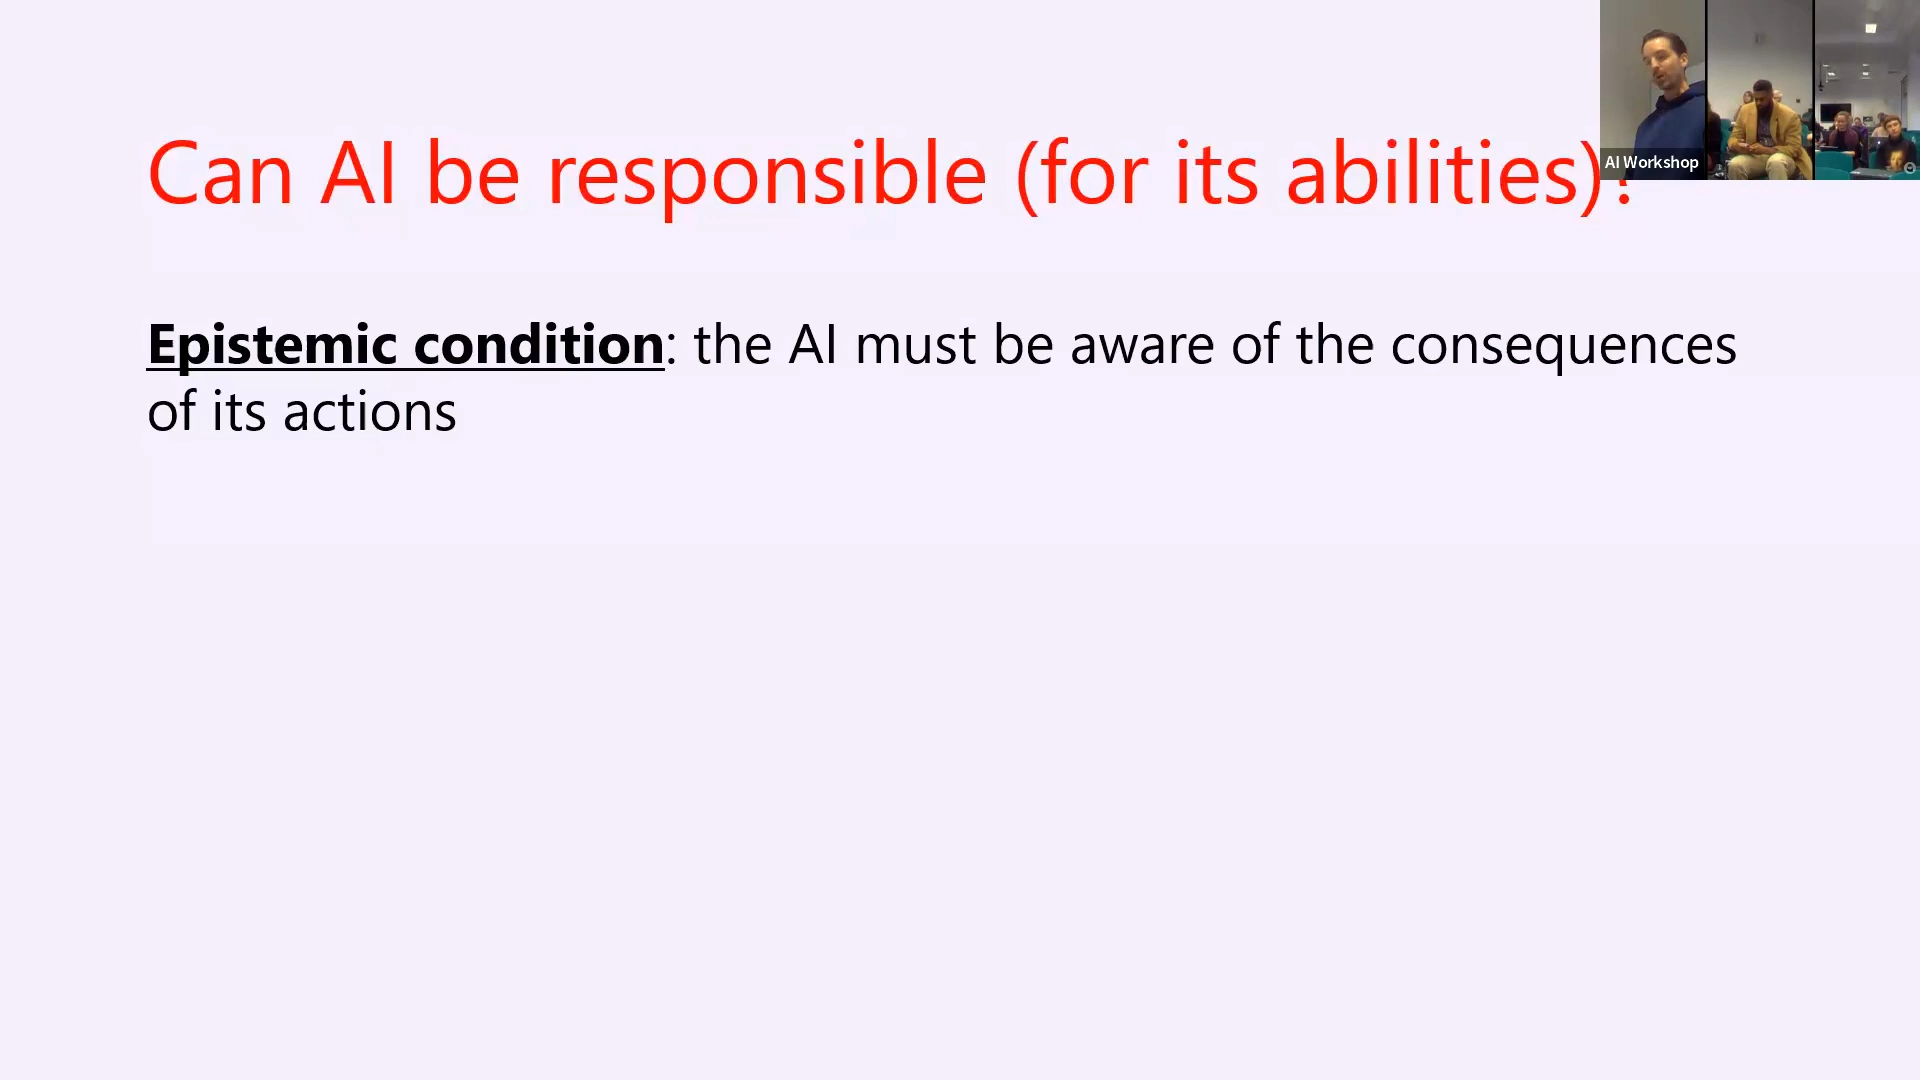 Can AI be responsible (for its abilities)?
Epistemic condition: the AI must be aware of the consequences
of its actions
AI Workshop